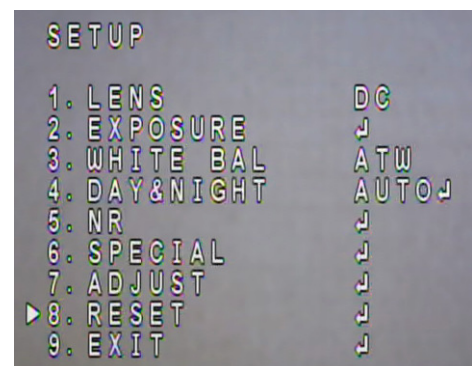 SETUP
1. LENS DC
2. EXPOSURE ↲
3. WHITE BAL ATW
4. DAY&NIGHT AUTO↲
5. NR ↲
6. SPECIAL ↲
7. ADJUST ↲
▶8. RESET ↲
9. EXIT ↲